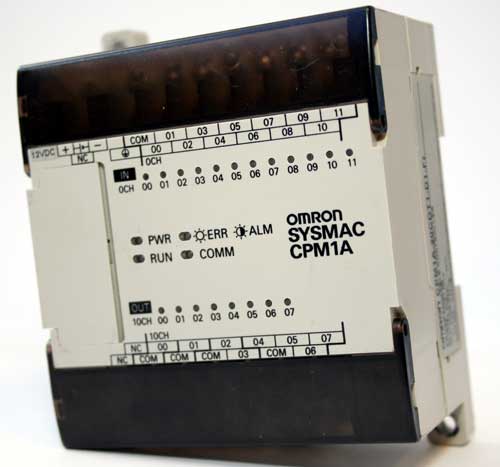 COM 01 03 05 07 09 11
12VDC + - NC 00 02 04 06 08 10
0CH
IN
0CH 00 01 02 03 04 05 06 07 08 09 10 11
PWR ERR ALM
RUN COMM
OMRON
SYSMAC
CPM1A
OUT
10CH 00 01 02 03 04 05 06 07
10CH
NC 00 01 02 04 05 07
NC COM COM COM 03 COM 06